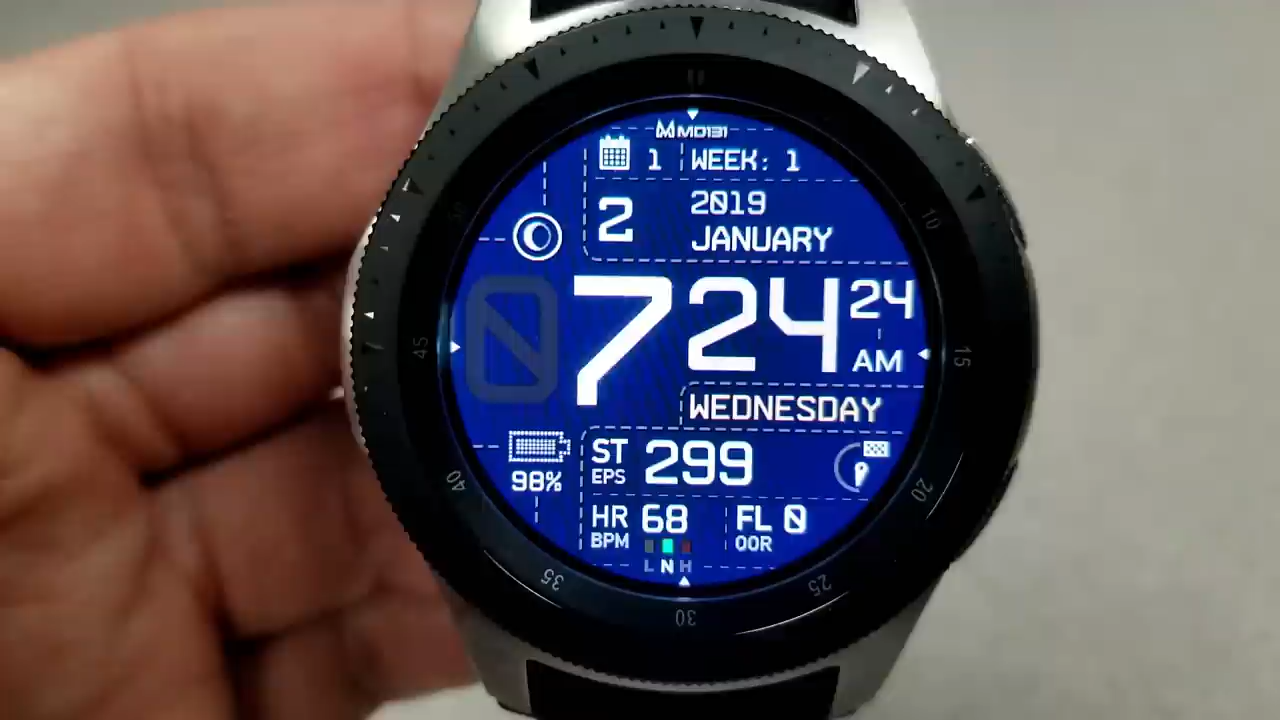 MD131
1 WEEK: 1
2 2019
JANUARY
07 24 24
AM
WEDNESDAY
98%
ST
EPS 299
HR
BPM 68
FL
OOR 0
L N H
10
15
20
25
30
35
40
45